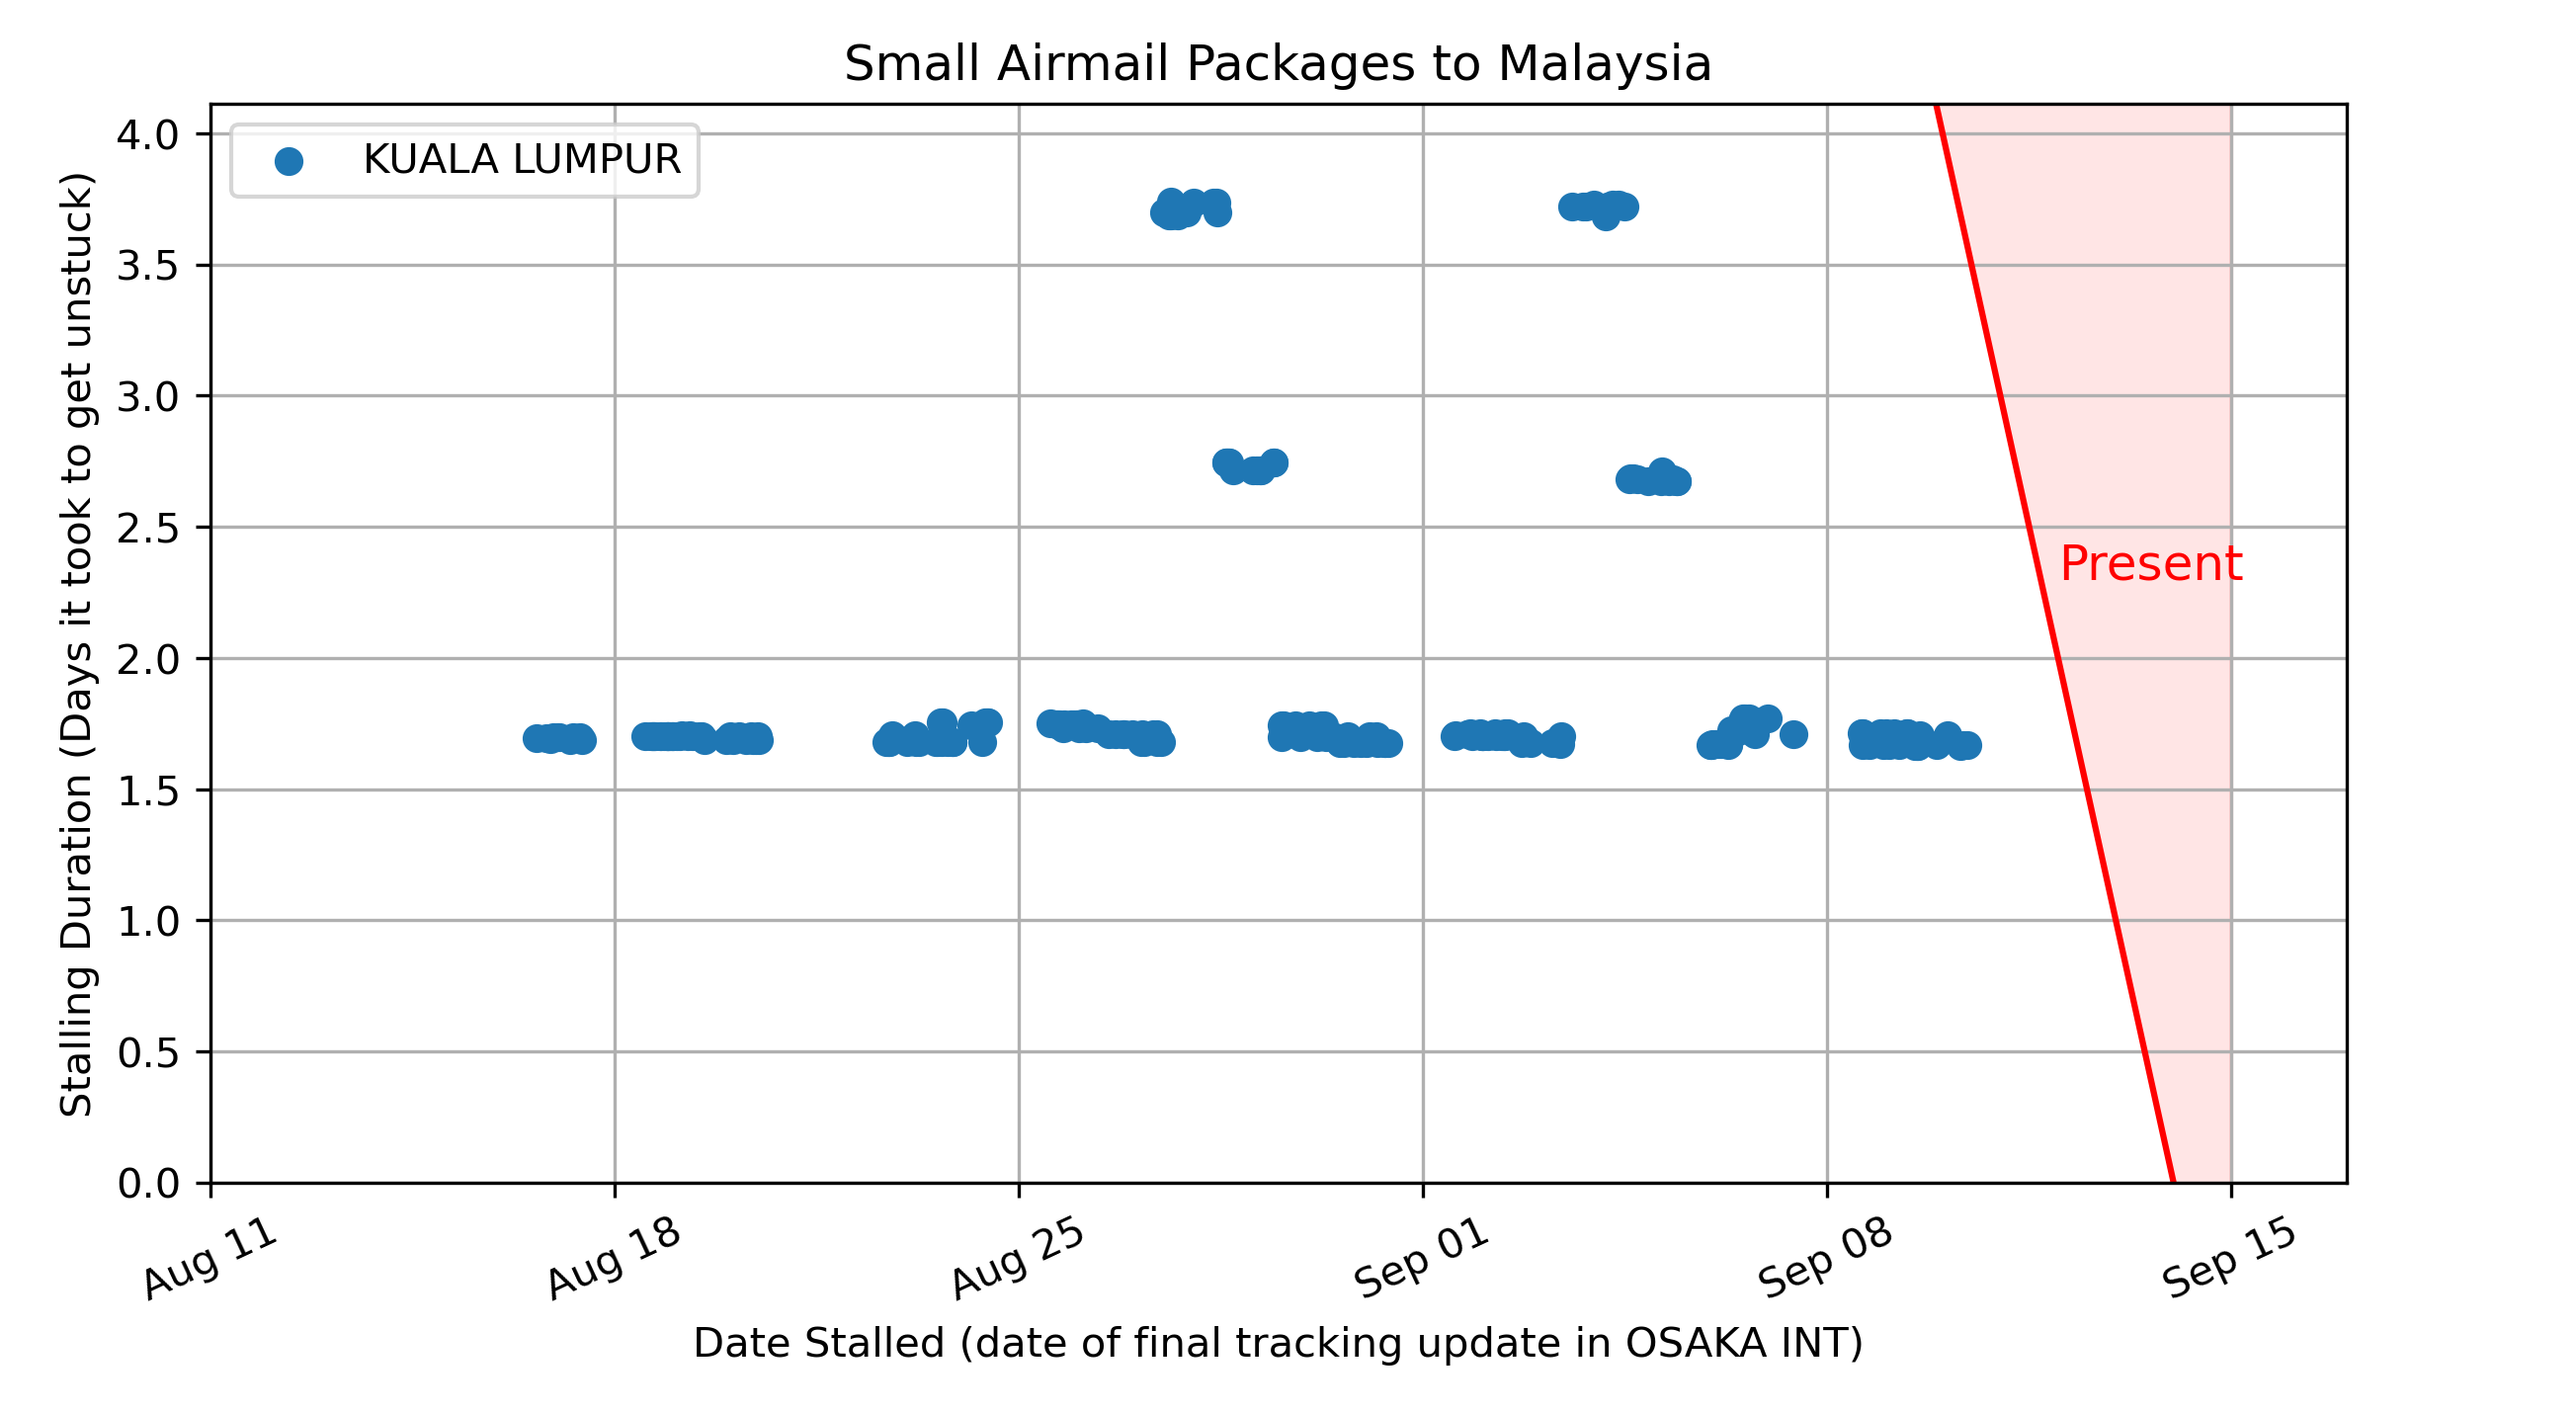 Small Airmail Packages to Malaysia
KUALA LUMPUR
4.0
3.5
3.0
2.5
2.0
1.5
1.0
0.5
0.0
Stalling Duration (Days it took to get unstuck)
Present
Aug 11
Aug 18
Aug 25
Sep 01
Sep 08
Sep 15
Date Stalled (date of final tracking update in OSAKA INT)